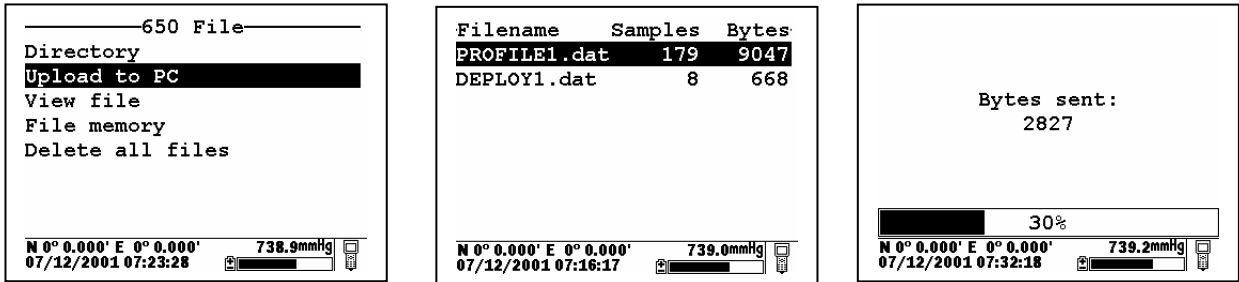 650 File
Directory
Upload to PC
View file
File memory
Delete all files
N 0° 0.000' E 0° 0.000' 738.9mmHg
07/12/2001 07:23:28
Filename Samples Bytes
PROFILE1.dat 179 9047
DEPLOY1.dat 8 668
N 0° 0.000' E 0° 0.000' 739.0mmHg
07/12/2001 07:16:17
Bytes sent:
2827
30%
N 0° 0.000' E 0° 0.000' 739.2mmHg
07/12/2001 07:32:18